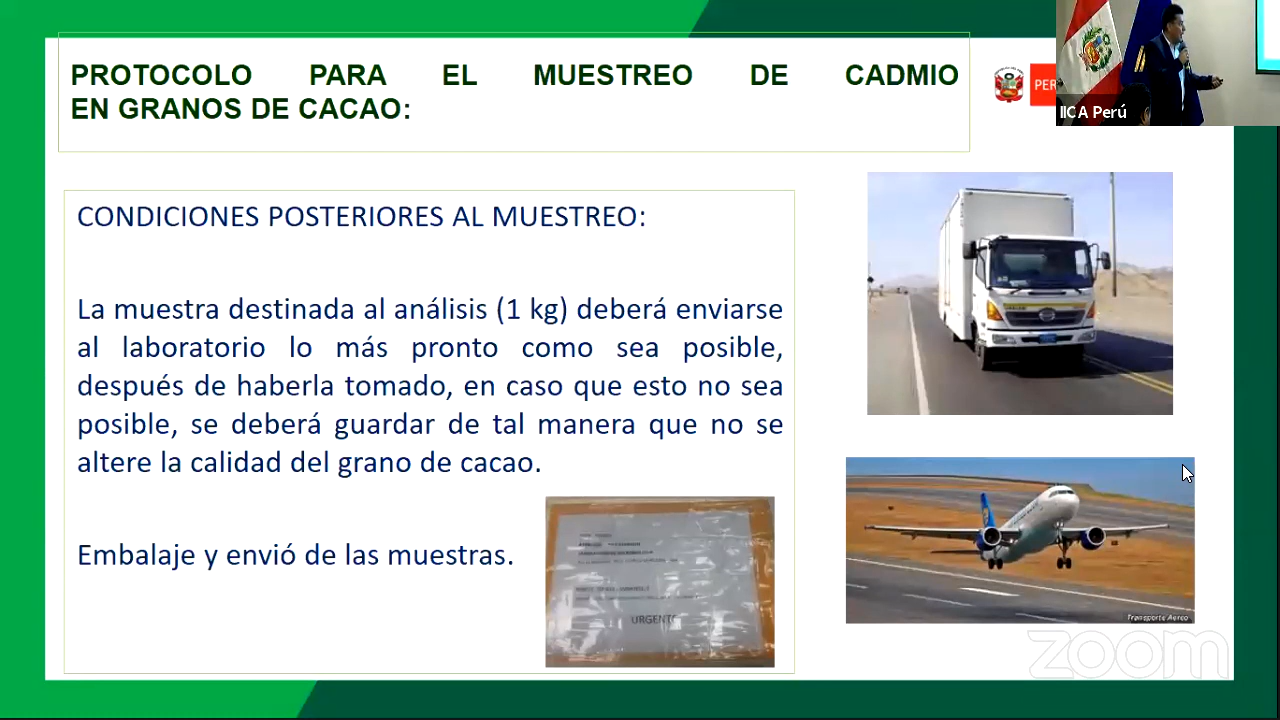 PROTOCOLO PARA EL MUESTREO DE CADMIO
EN GRANOS DE CACAO:
PER
IICA Perú
CONDICIONES POSTERIORES AL MUESTREO:
La muestra destinada al análisis (1 kg) deberá enviarse
al laboratorio lo más pronto como sea posible,
después de haberla tomado, en caso que esto no sea
posible, se deberá guardar de tal manera que no se
altere la calidad del grano de cacao.
Embalaje y envió de las muestras.
URGENTE
Transporte Aereo
zoom